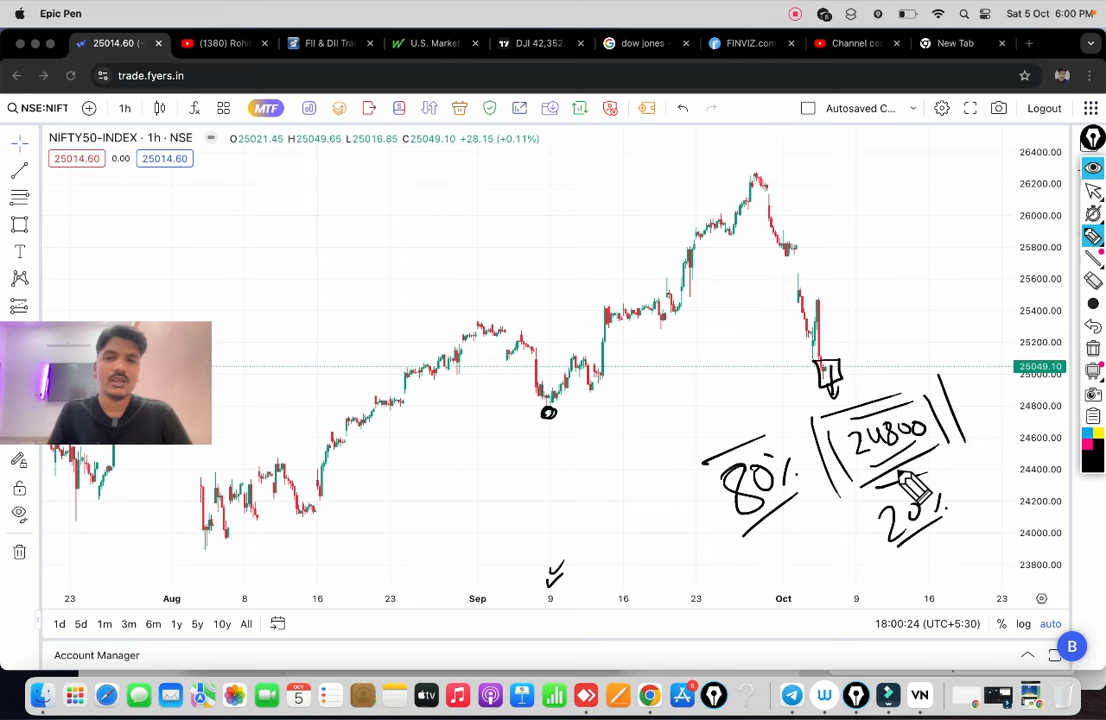 Epic Pen
Sat 5 Oct 6:00 PM
25014.60 (
(1380) Rohit
FII & DII Tra
U.S. Market
DJI 42,352.
dow jones -
FINVIZ.com
Channel co
New Tab
trade.fyers.in
NSE:NIFT
1h
MTF
Autosaved C...
Logout
NIFTY50-INDEX · 1h · NSE
O25021.45 H25049.65 L25016.85 C25049.10 +28.15 (+0.11%)
25014.60 0.00 25014.60
26400.00
26200.00
26000.00
25800.00
25600.00
25400.00
25200.00
25049.10
25000.00
24800.00
24600.00
24400.00
24200.00
24000.00
23800.00
24800
80%
20%
23 Aug 8 16 23 Sep 9 16 23 Oct 9 16 23
1d 5d 1m 3m 6m 1y 5y 10y All
18:00:24 (UTC+5:30) % log auto
B
Account Manager
OCT
5
tv
W
VN